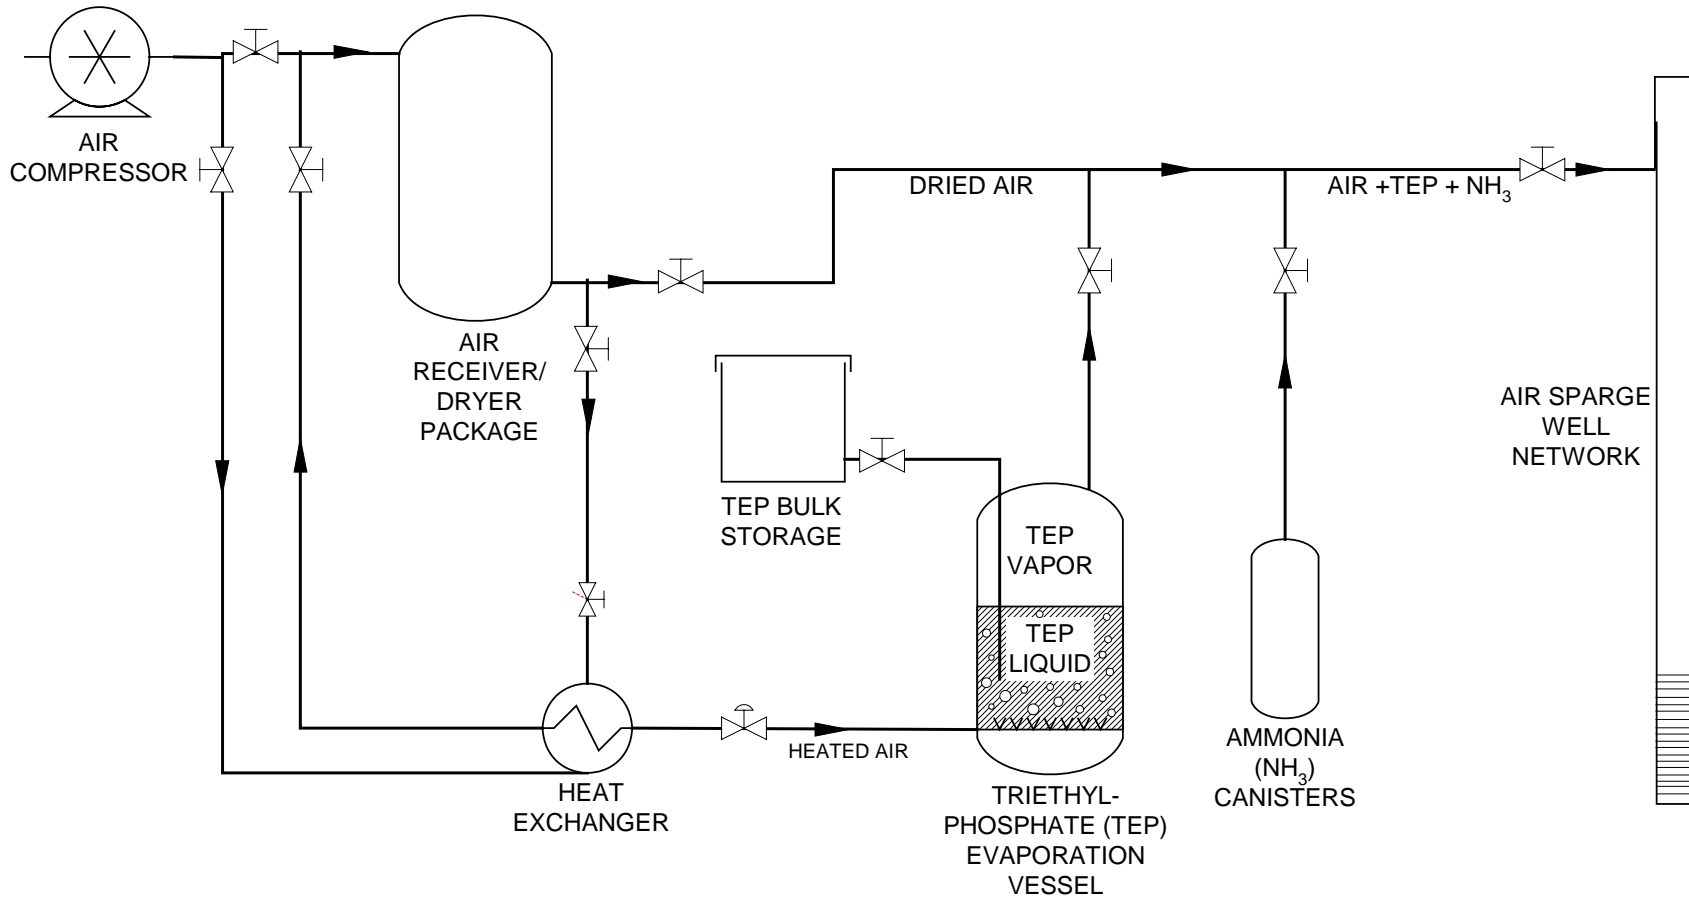 AIR
COMPRESSOR
AIR
RECEIVER/
DRYER
PACKAGE
DRIED AIR
AIR +TEP + NH3
AIR SPARGE
WELL
NETWORK
TEP BULK
STORAGE
TEP
VAPOR
TEP
LIQUID
HEATED AIR
HEAT
EXCHANGER
TRIETHYL-
PHOSPHATE (TEP)
EVAPORATION
VESSEL
AMMONIA
(NH3)
CANISTERS